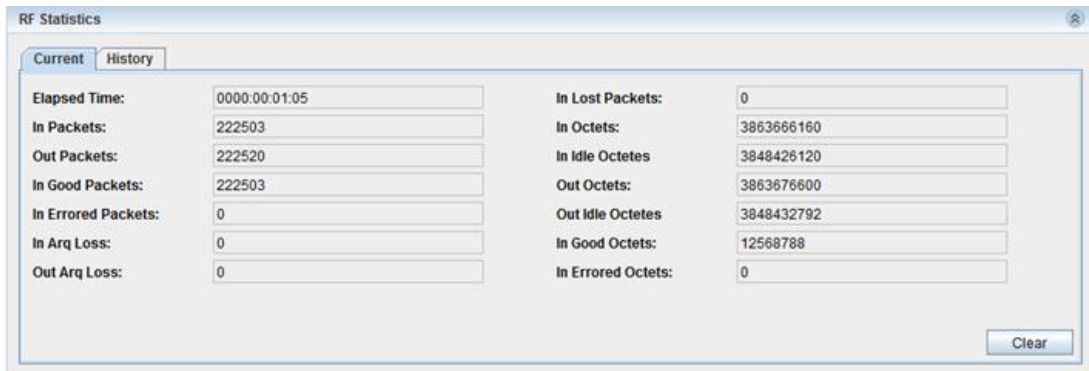 RF Statistics
Current History
Elapsed Time: 0000:00:01:05 In Lost Packets: 0
In Packets: 222503 In Octets: 3863666160
Out Packets: 222520 In Idle Octetes 3848426120
In Good Packets: 222503 Out Octets: 3863676600
In Errored Packets: 0 Out Idle Octetes 3848432792
In Arq Loss: 0 In Good Octets: 12568788
Out Arq Loss: 0 In Errored Octets: 0
Clear